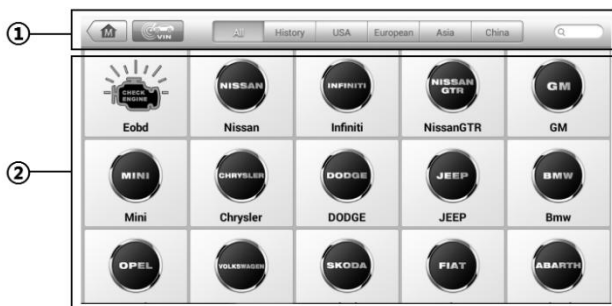 ①
M VIN All History USA European Asia China
②
CHECK ENGINE NISSAN INFINITI NISSAN GTR GM
Eobd Nissan Infiniti NissanGTR GM
MINI CHRYSLER DODGE JEEP BMW
Mini Chrysler DODGE JEEP Bmw
OPEL VOLKSWAGEN SKODA FIAT ABARTH